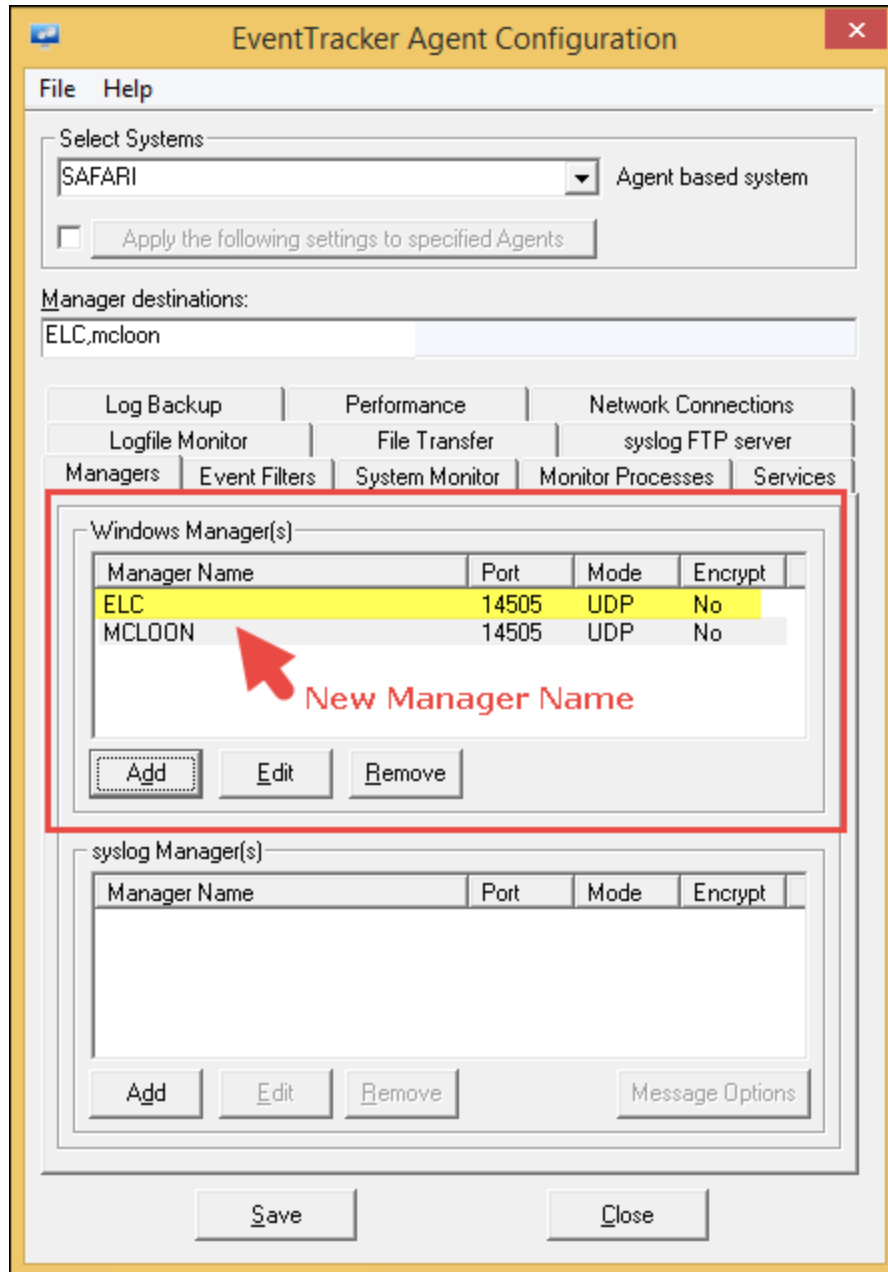 EventTracker Agent Configuration
File Help
Select Systems
SAFARI Agent based system
Apply the following settings to specified Agents
Manager destinations:
ELC,mcloon
Log Backup Performance Network Connections
Logfile Monitor File Transfer syslog FTP server
Managers Event Filters System Monitor Monitor Processes Services
Windows Manager(s)
Manager Name Port Mode Encrypt
ELC 14505 UDP No
MCLOON 14505 UDP No
New Manager Name
Add Edit Remove
syslog Manager(s)
Manager Name Port Mode Encrypt
Add Edit Remove Message Options
Save Close